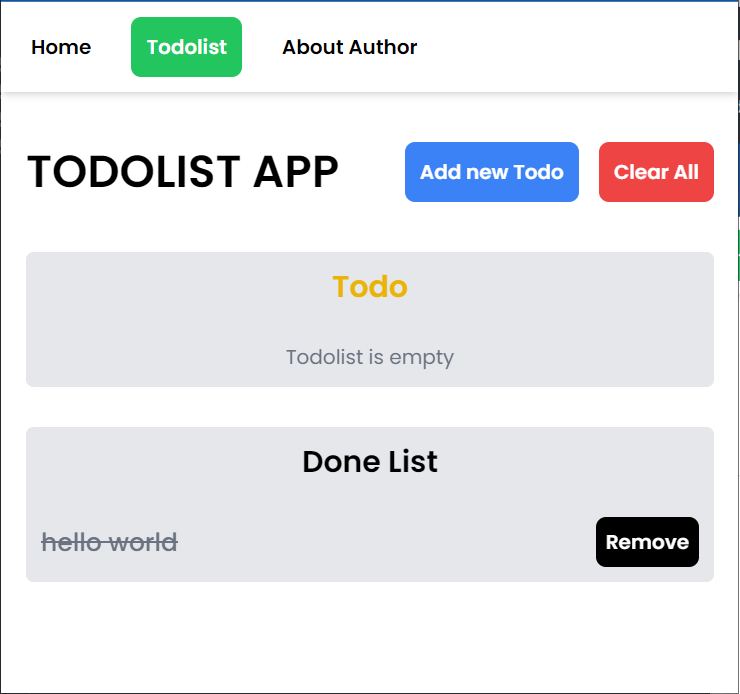 Home Todolist About Author
TODOLIST APP Add new Todo Clear All
Todo
Todolist is empty
Done List
hello world Remove